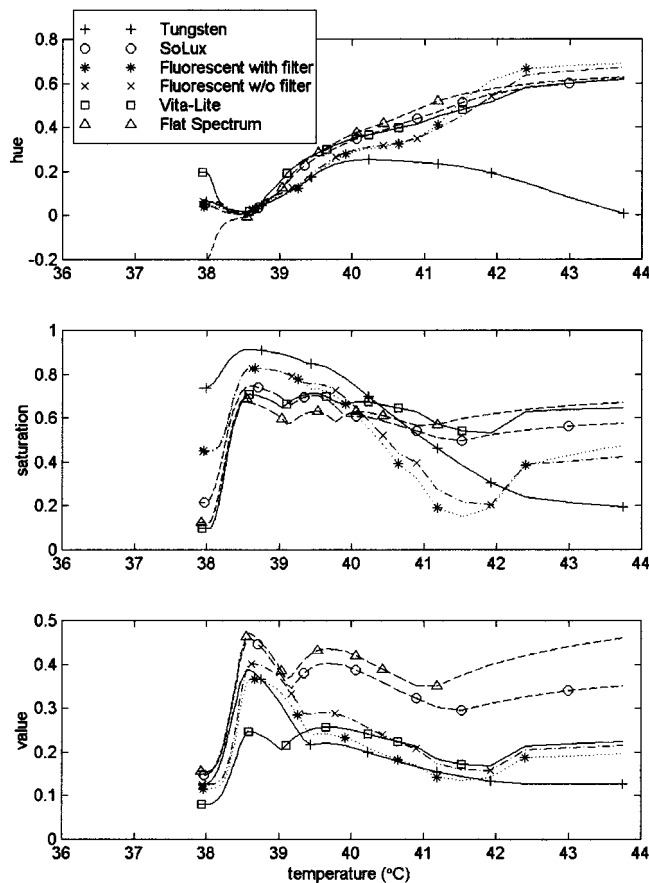 Tungsten
SoLux
Fluorescent with filter
Fluorescent w/o filter
Vita-Lite
Flat Spectrum
0.8
0.6
0.4
0.2
0
-0.2
hue
36 37 38 39 40 41 42 43 44
1
0.8
0.6
0.4
0.2
0
saturation
36 37 38 39 40 41 42 43 44
0.5
0.4
0.3
0.2
0.1
0
value
36 37 38 39 40 41 42 43 44
temperature (°C)